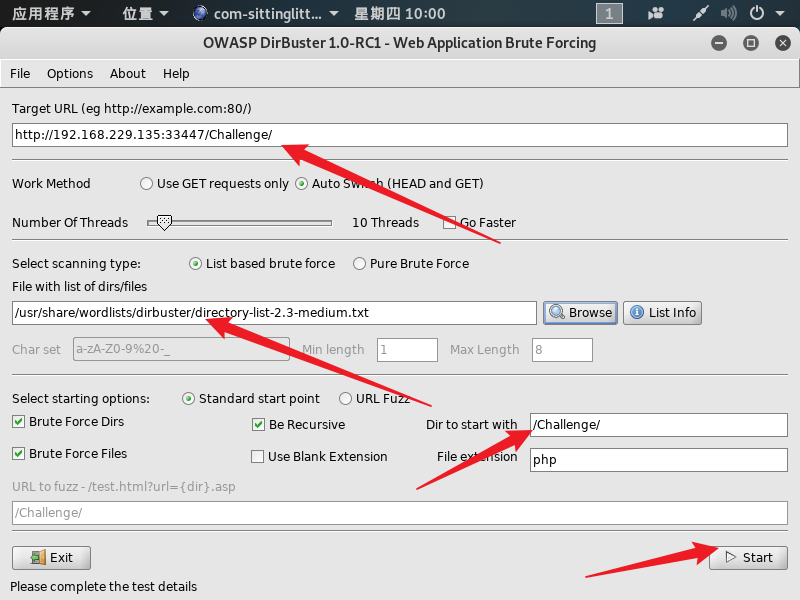 应用程序 位置 com-sittinglitt... 星期四 10:00 1
OWASP DirBuster 1.0-RC1 - Web Application Brute Forcing
File Options About Help
Target URL (eg http://example.com:80/)
http://192.168.229.135:33447/Challenge/
Work Method Use GET requests only Auto Switch (HEAD and GET)
Number Of Threads 10 Threads Go Faster
Select scanning type: List based brute force Pure Brute Force
File with list of dirs/files
/usr/share/wordlists/dirbuster/directory-list-2.3-medium.txt Browse List Info
Char set a-zA-Z0-9%20-_ Min length 1 Max Length 8
Select starting options: Standard start point URL Fuzz
Brute Force Dirs Be Recursive Dir to start with /Challenge/
Brute Force Files Use Blank Extension File extension php
URL to fuzz - /test.html?url={dir}.asp
/Challenge/
Exit Start
Please complete the test details